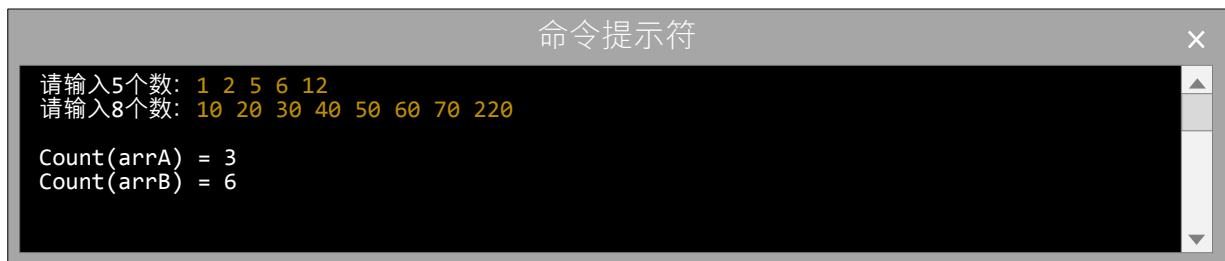 命令提示符
请输入5个数: 1 2 5 6 12
请输入8个数: 10 20 30 40 50 60 70 220
Count(arrA) = 3
Count(arrB) = 6